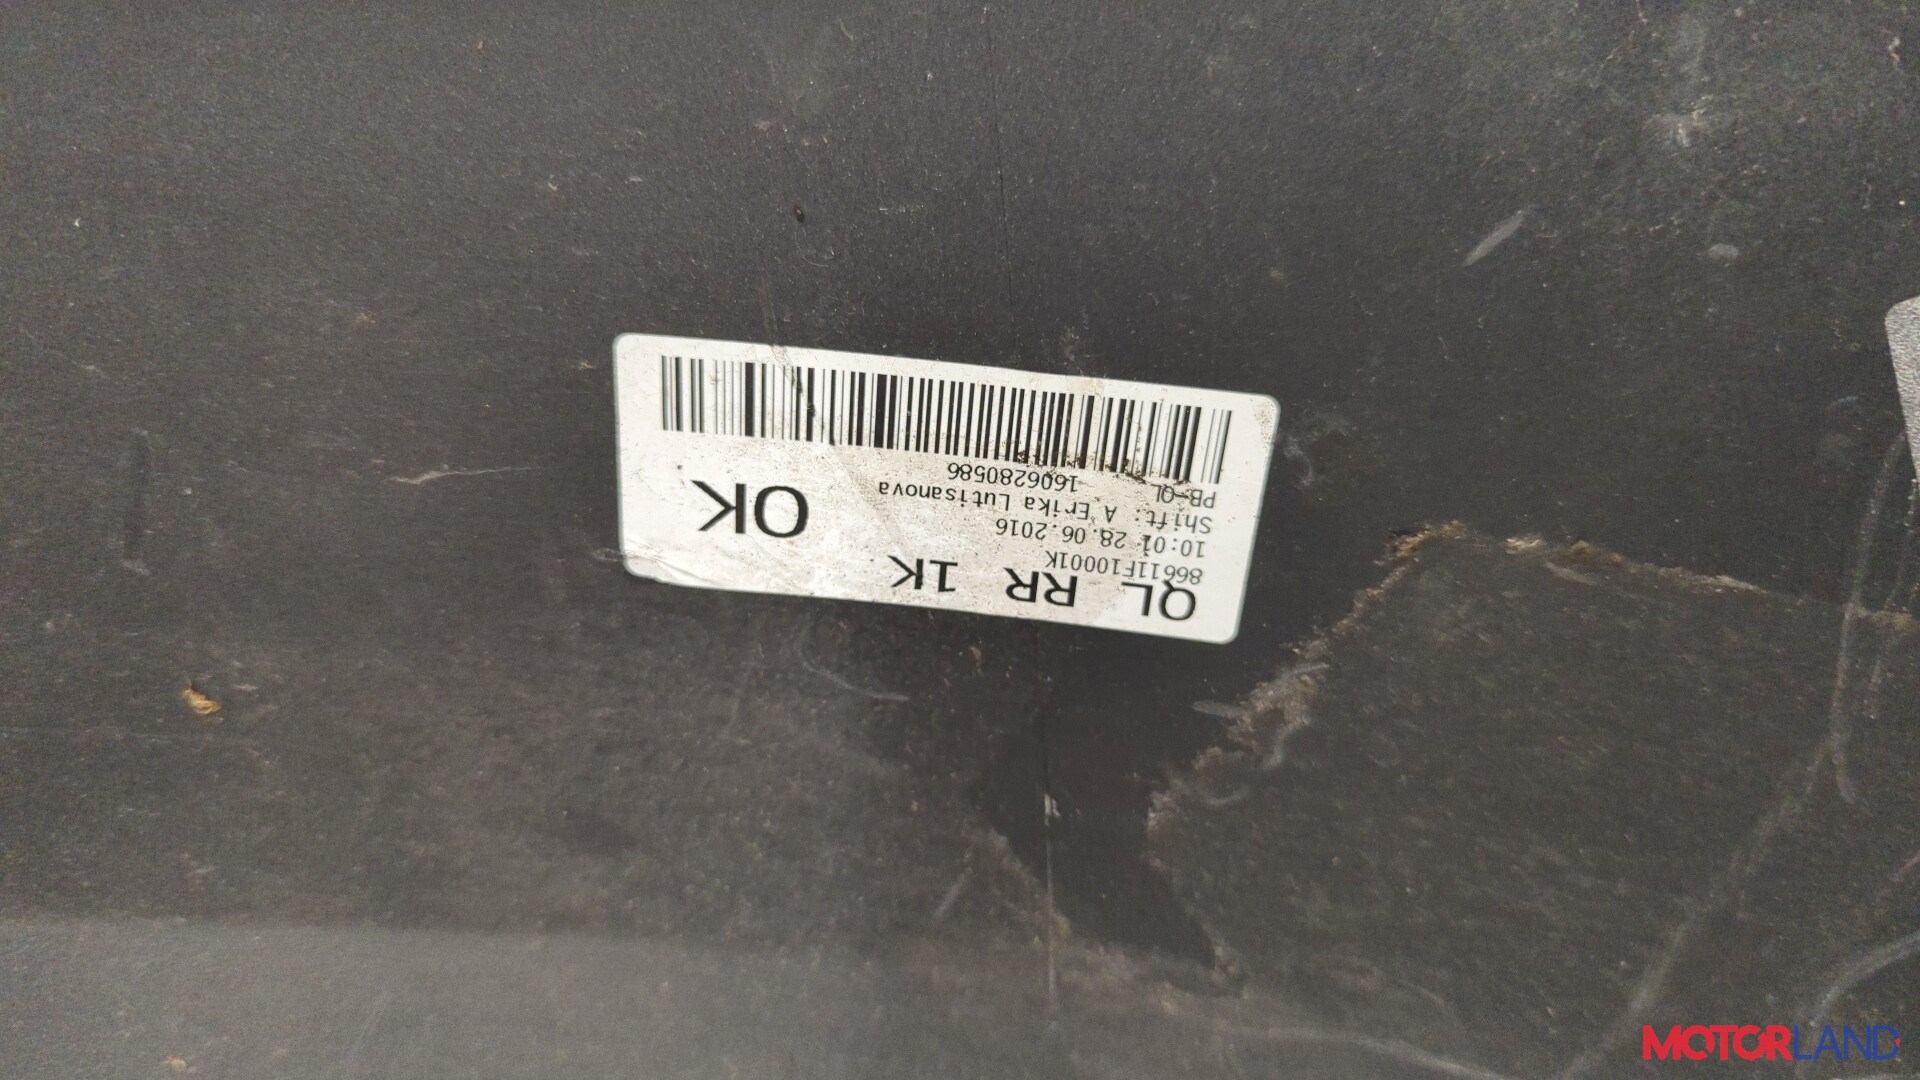 QL RR 1K
86611F10001K
10:01 28.06.2016
Shift: A Erika Lutisanova
PB-QL 1606280586
OK
MOTORLAND